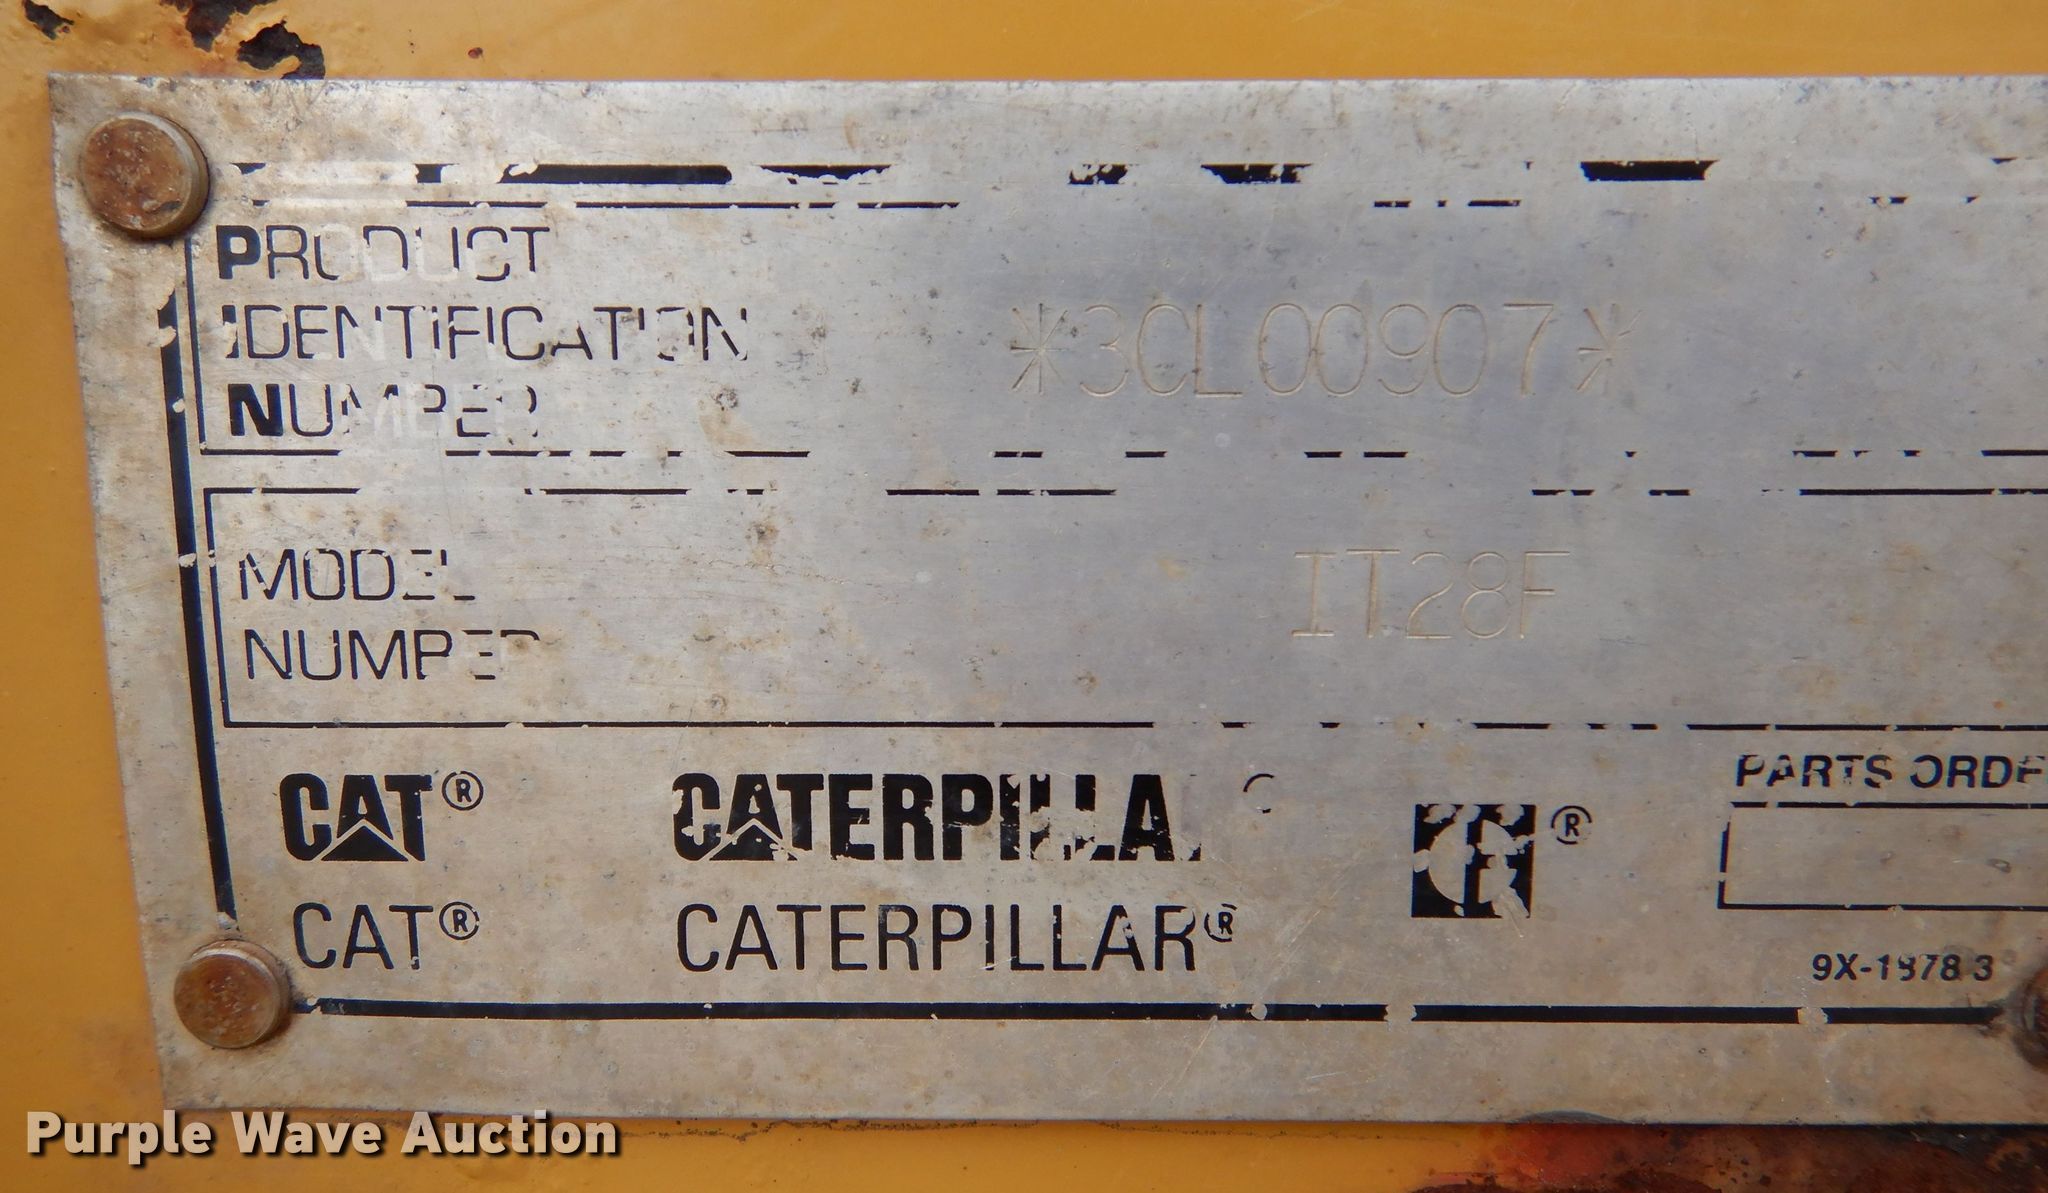 PRODUCT
IDENTIFICATION
NUMBER
*3CL00907*
MODEL
NUMBER
IT28F
CAT® CATERPILLAR
CAT® CATERPILLAR®
®
PARTS ORDE
9X-1878 3
Purple Wave Auction